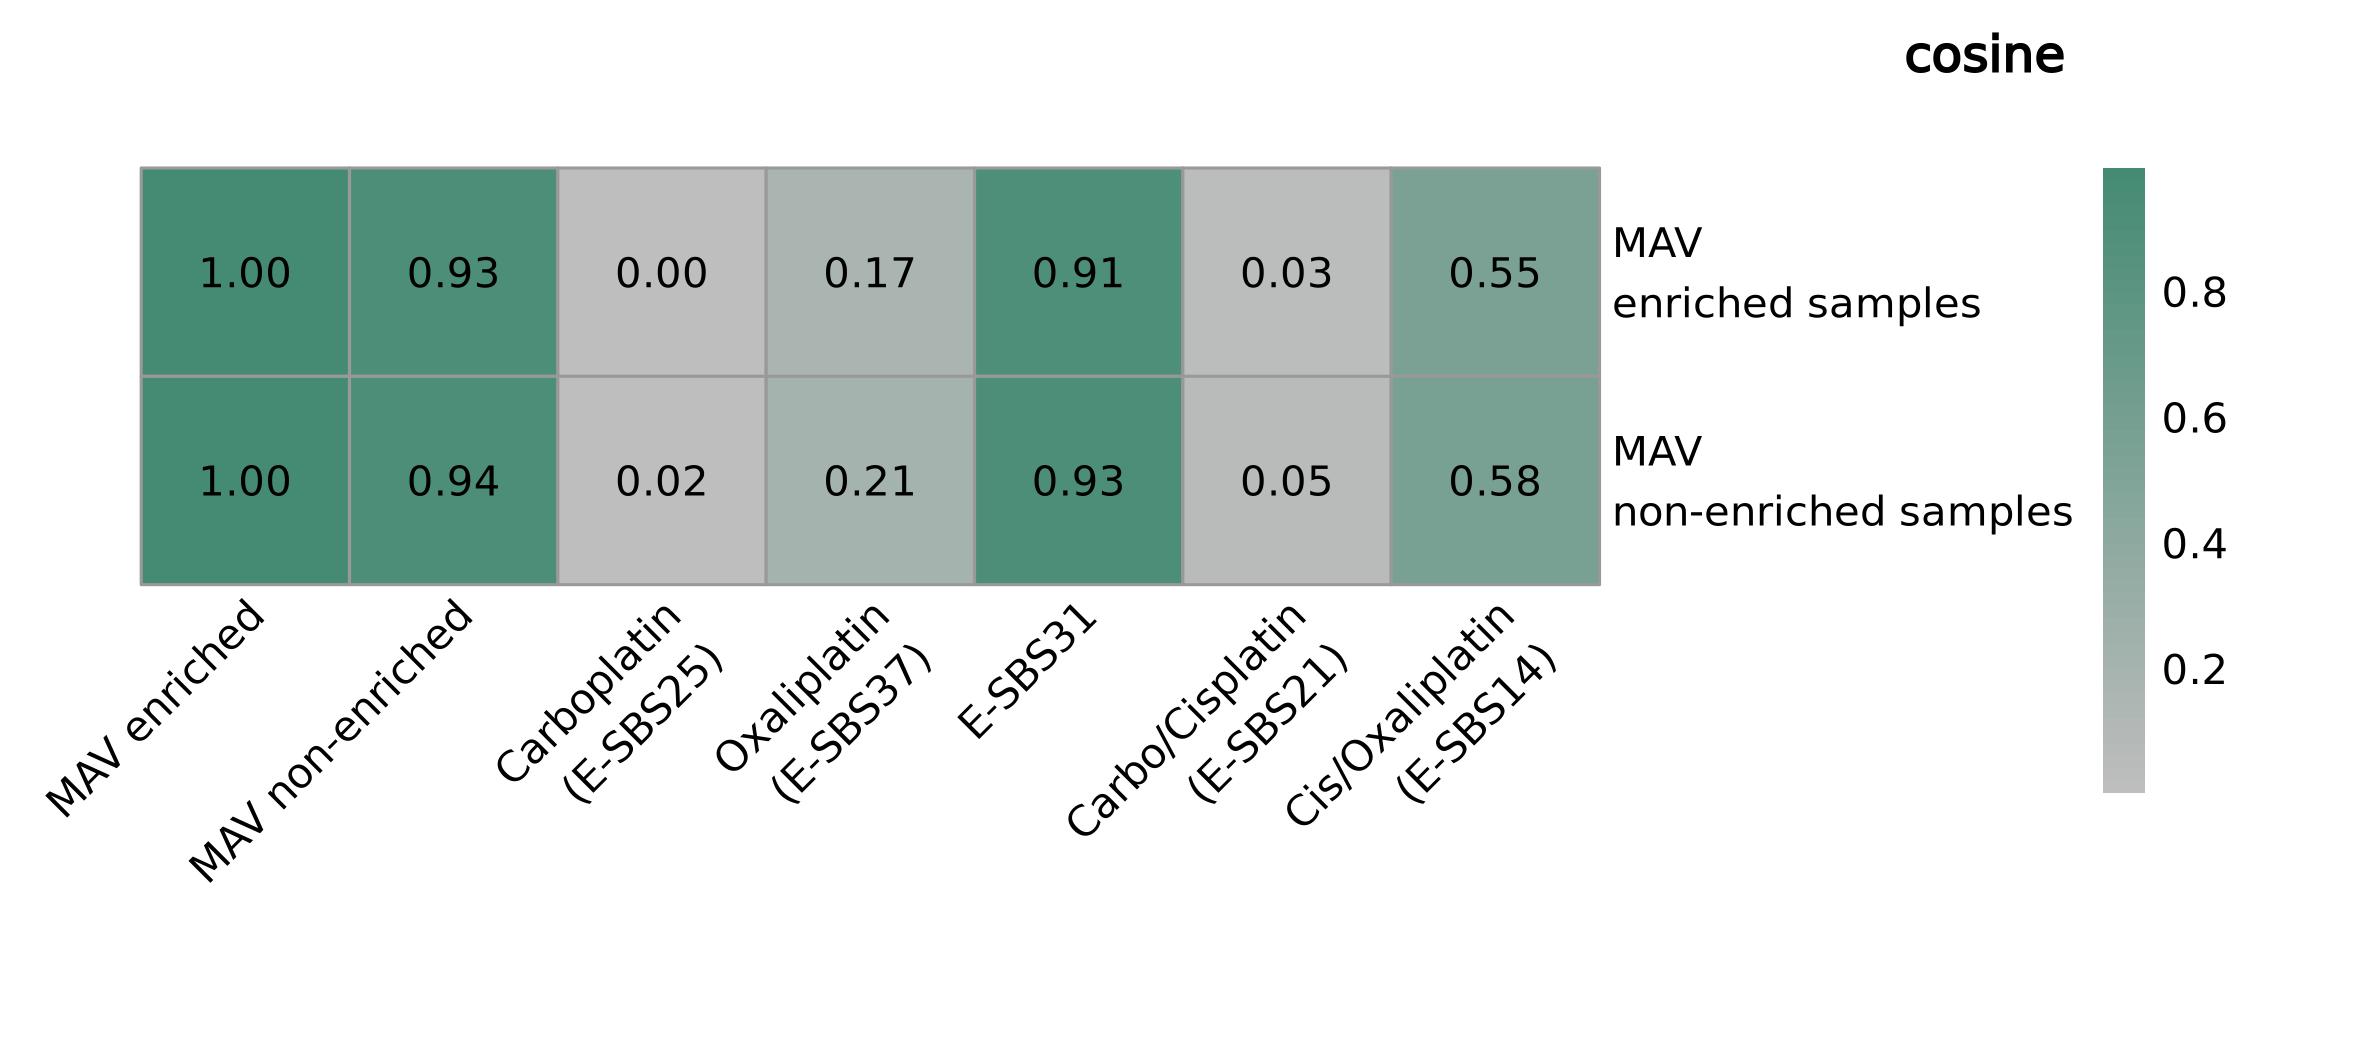 cosine
1.00 0.93 0.00 0.17 0.91 0.03 0.55
MAV
enriched samples
1.00 0.94 0.02 0.21 0.93 0.05 0.58
MAV
non-enriched samples
0.8
0.6
0.4
0.2
MAV enriched
MAV non-enriched
Carboplatin
(E-SBS25)
Oxaliplatin
(E-SBS37)
E-SBS31
Carbo/Cisplatin
(E-SBS21)
Cis/Oxaliplatin
(E-SBS14)